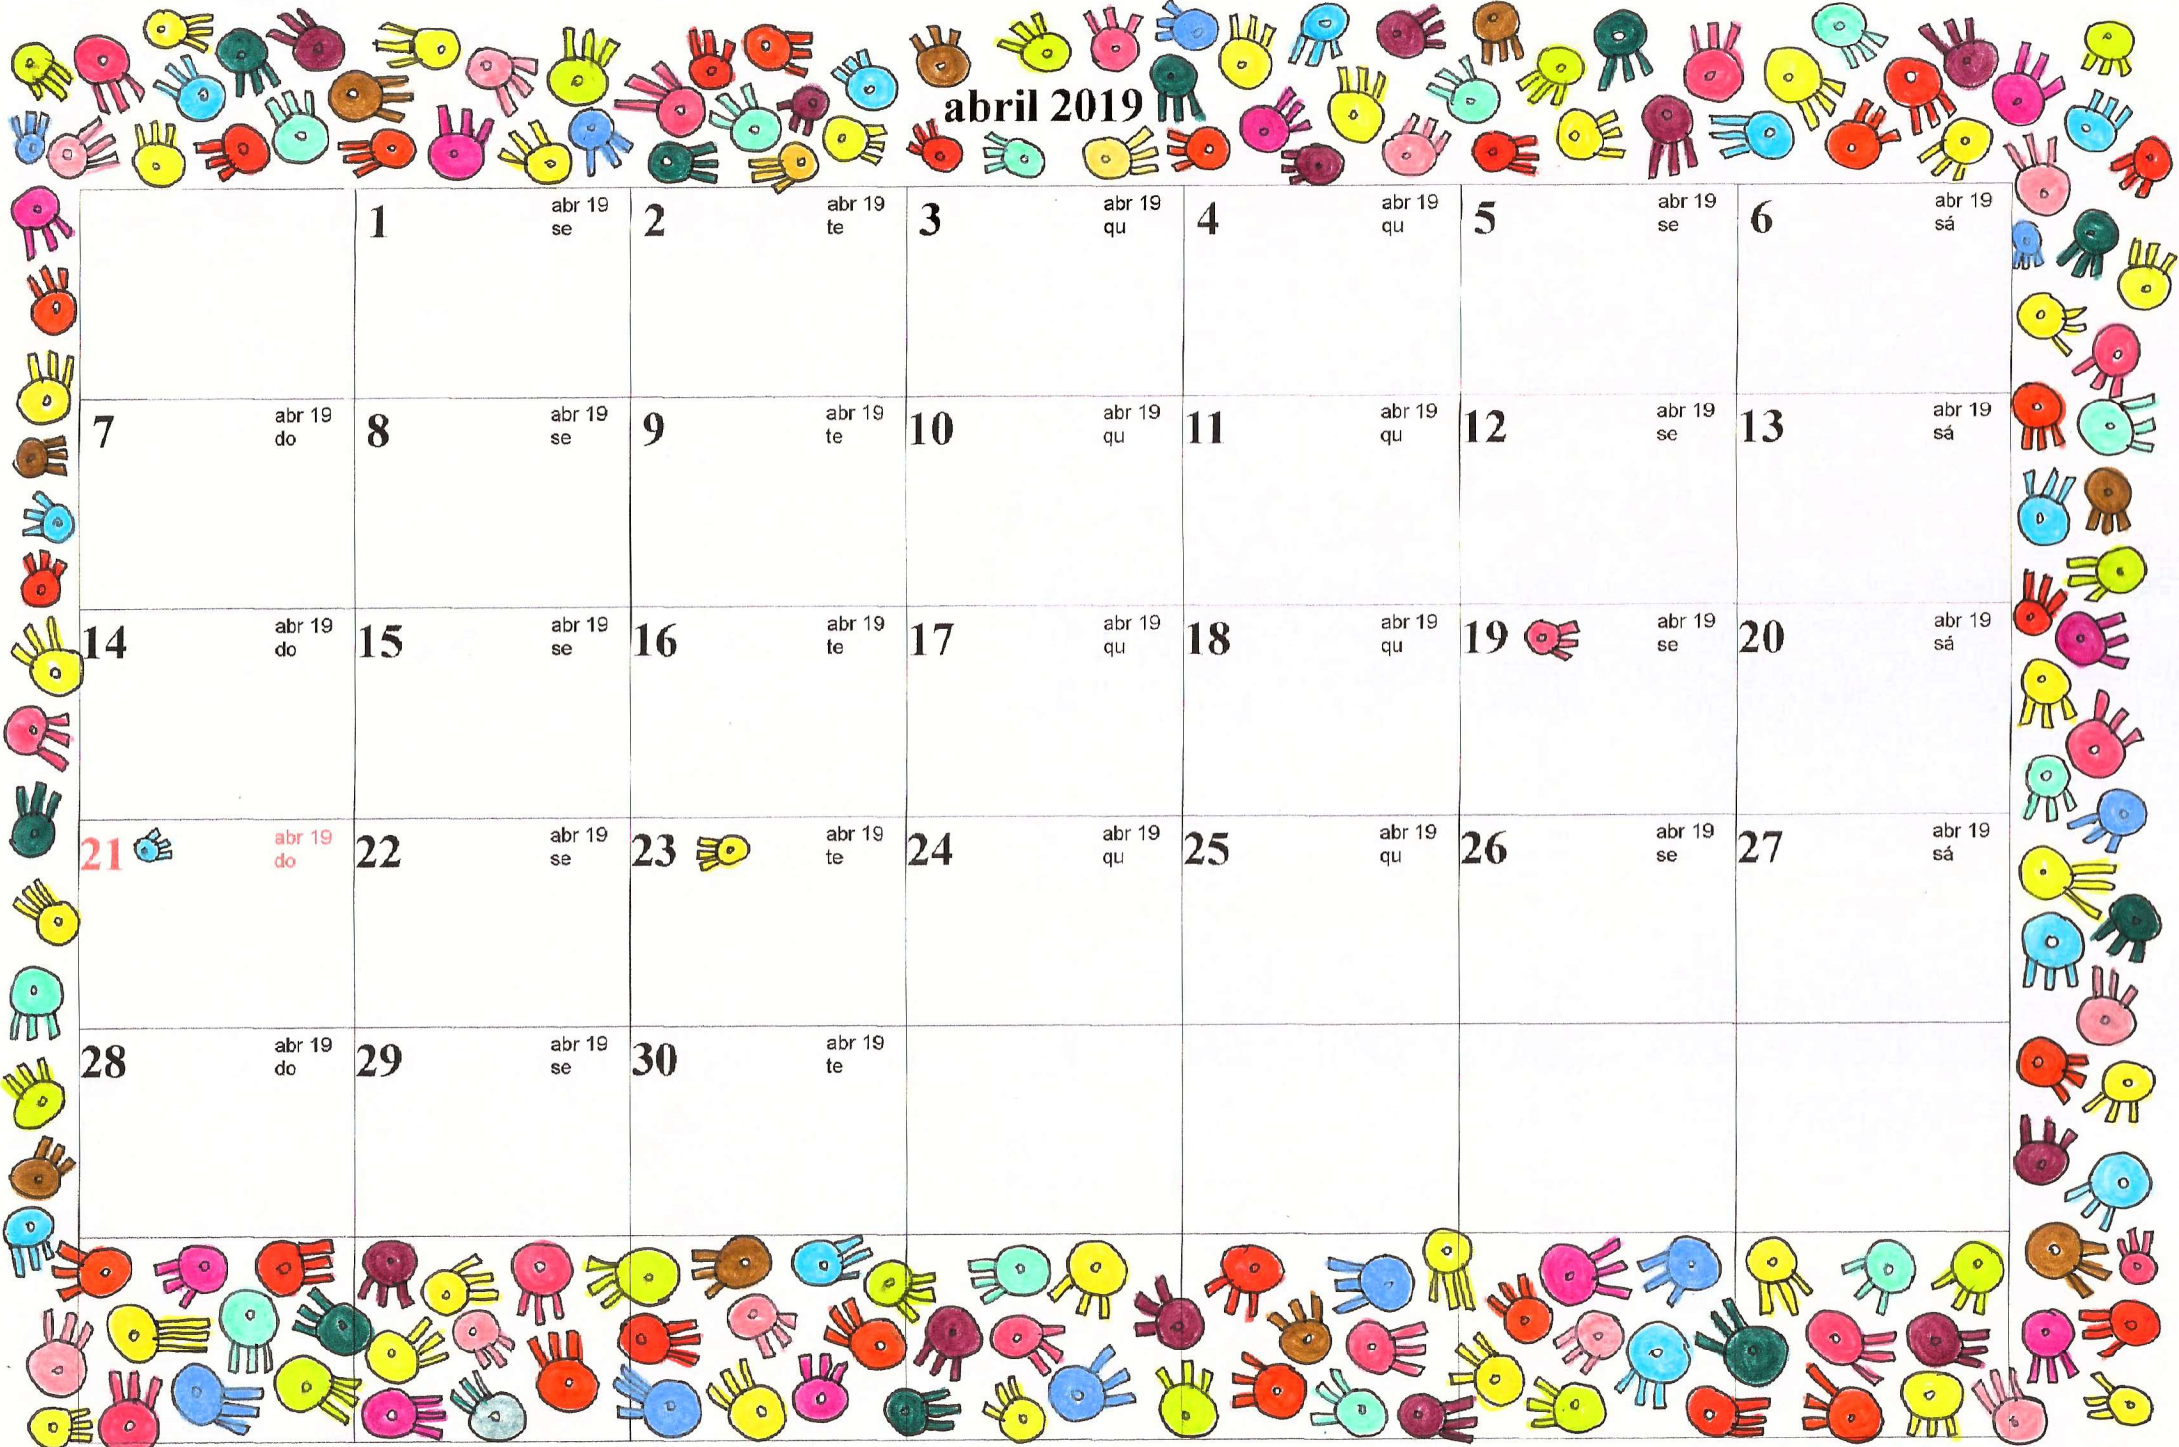 abril 2019
1 abr 19
se
2 abr 19
te
3 abr 19
qu
4 abr 19
qu
5 abr 19
se
6 abr 19
sá
7 abr 19
do
8 abr 19
se
9 abr 19
te
10 abr 19
qu
11 abr 19
qu
12 abr 19
se
13 abr 19
sá
14 abr 19
do
15 abr 19
se
16 abr 19
te
17 abr 19
qu
18 abr 19
qu
19 abr 19
se
20 abr 19
sá
21 abr 19
do
22 abr 19
se
23 abr 19
te
24 abr 19
qu
25 abr 19
qu
26 abr 19
se
27 abr 19
sá
28 abr 19
do
29 abr 19
se
30 abr 19
te